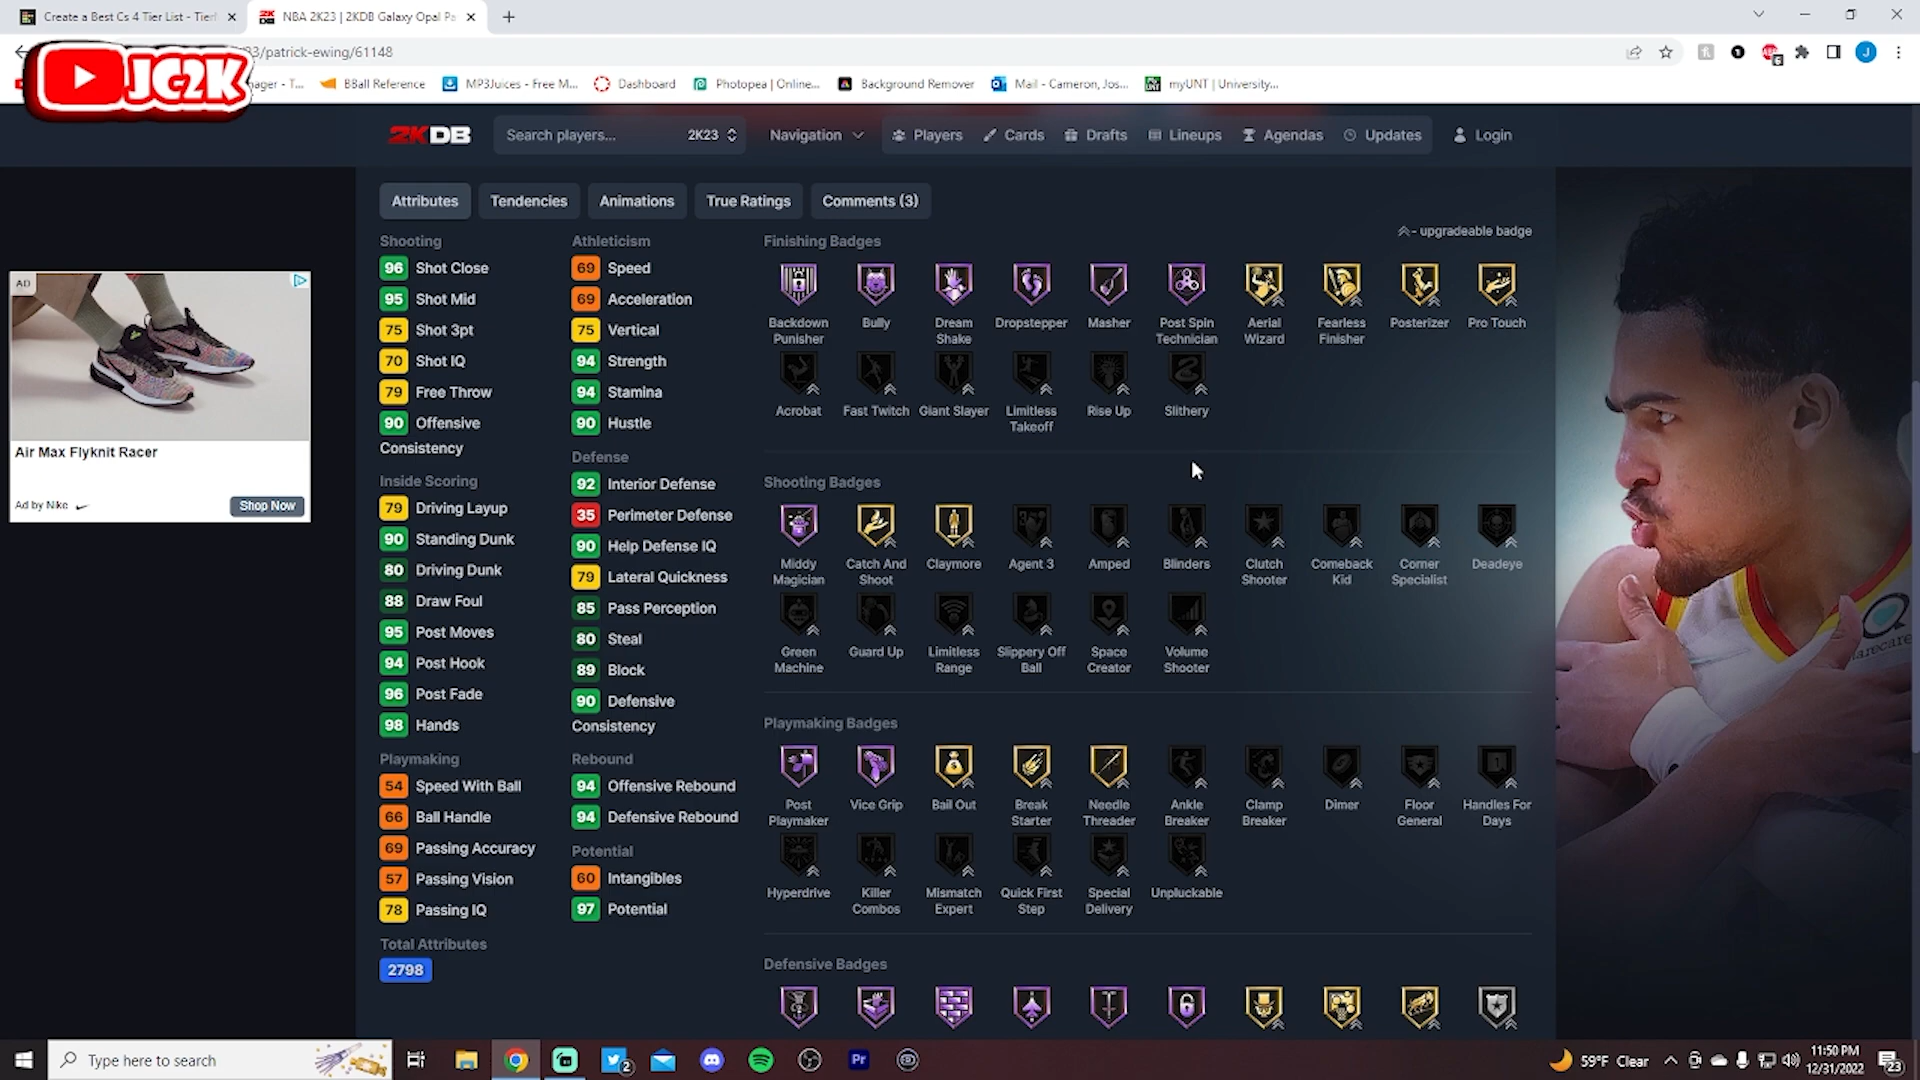 Create a Best Cs 4 Tier List - Tier
NBA 2K23 | 2KDB Galaxy Opal Pa
3/patrick-ewing/61148
JC2K
nager - T...
BBall Reference
MP3Juices - Free M...
Dashboard
Photopea | Online...
Background Remover
Mail - Cameron, Jos...
myUNT | University...
2KDB
Search players...
2K23
Navigation
Players
Cards
Drafts
Lineups
Agendas
Updates
Login
Attributes
Tendencies
Animations
True Ratings
Comments (3)
- upgradeable badge
AD
Air Max Flyknit Racer
Ad by Nike
Shop Now
Shooting
96 Shot Close
95 Shot Mid
75 Shot 3pt
70 Shot IQ
79 Free Throw
90 Offensive
Consistency
Inside Scoring
79 Driving Layup
90 Standing Dunk
80 Driving Dunk
88 Draw Foul
95 Post Moves
94 Post Hook
96 Post Fade
98 Hands
Playmaking
54 Speed With Ball
66 Ball Handle
69 Passing Accuracy
57 Passing Vision
78 Passing IQ
Total Attributes
2798
Athleticism
69 Speed
69 Acceleration
75 Vertical
94 Strength
94 Stamina
90 Hustle
Defense
92 Interior Defense
35 Perimeter Defense
90 Help Defense IQ
79 Lateral Quickness
85 Pass Perception
80 Steal
89 Block
90 Defensive
Consistency
Rebound
94 Offensive Rebound
94 Defensive Rebound
Potential
60 Intangibles
97 Potential
Finishing Badges
Backdown
Punisher
Bully
Dream
Shake
Dropstepper
Masher
Post Spin
Technician
Aerial
Wizard
Fearless
Finisher
Posterizer
Pro Touch
Acrobat
Fast Twitch
Giant Slayer
Limitless
Takeoff
Rise Up
Slithery
Shooting Badges
Middy
Magician
Catch And
Shoot
Claymore
Agent 3
Amped
Blinders
Clutch
Shooter
Comeback
Kid
Corner
Specialist
Deadeye
Green
Machine
Guard Up
Limitless
Range
Slippery Off
Ball
Space
Creator
Volume
Shooter
Playmaking Badges
Post
Playmaker
Vice Grip
Bail Out
Break
Starter
Needle
Threader
Ankle
Breaker
Clamp
Breaker
Dimer
Floor
General
Handles For
Days
Hyperdrive
Killer
Combos
Mismatch
Expert
Quick First
Step
Special
Delivery
Unpluckable
Defensive Badges
Type here to search
59°F Clear
11:50 PM
12/31/2022